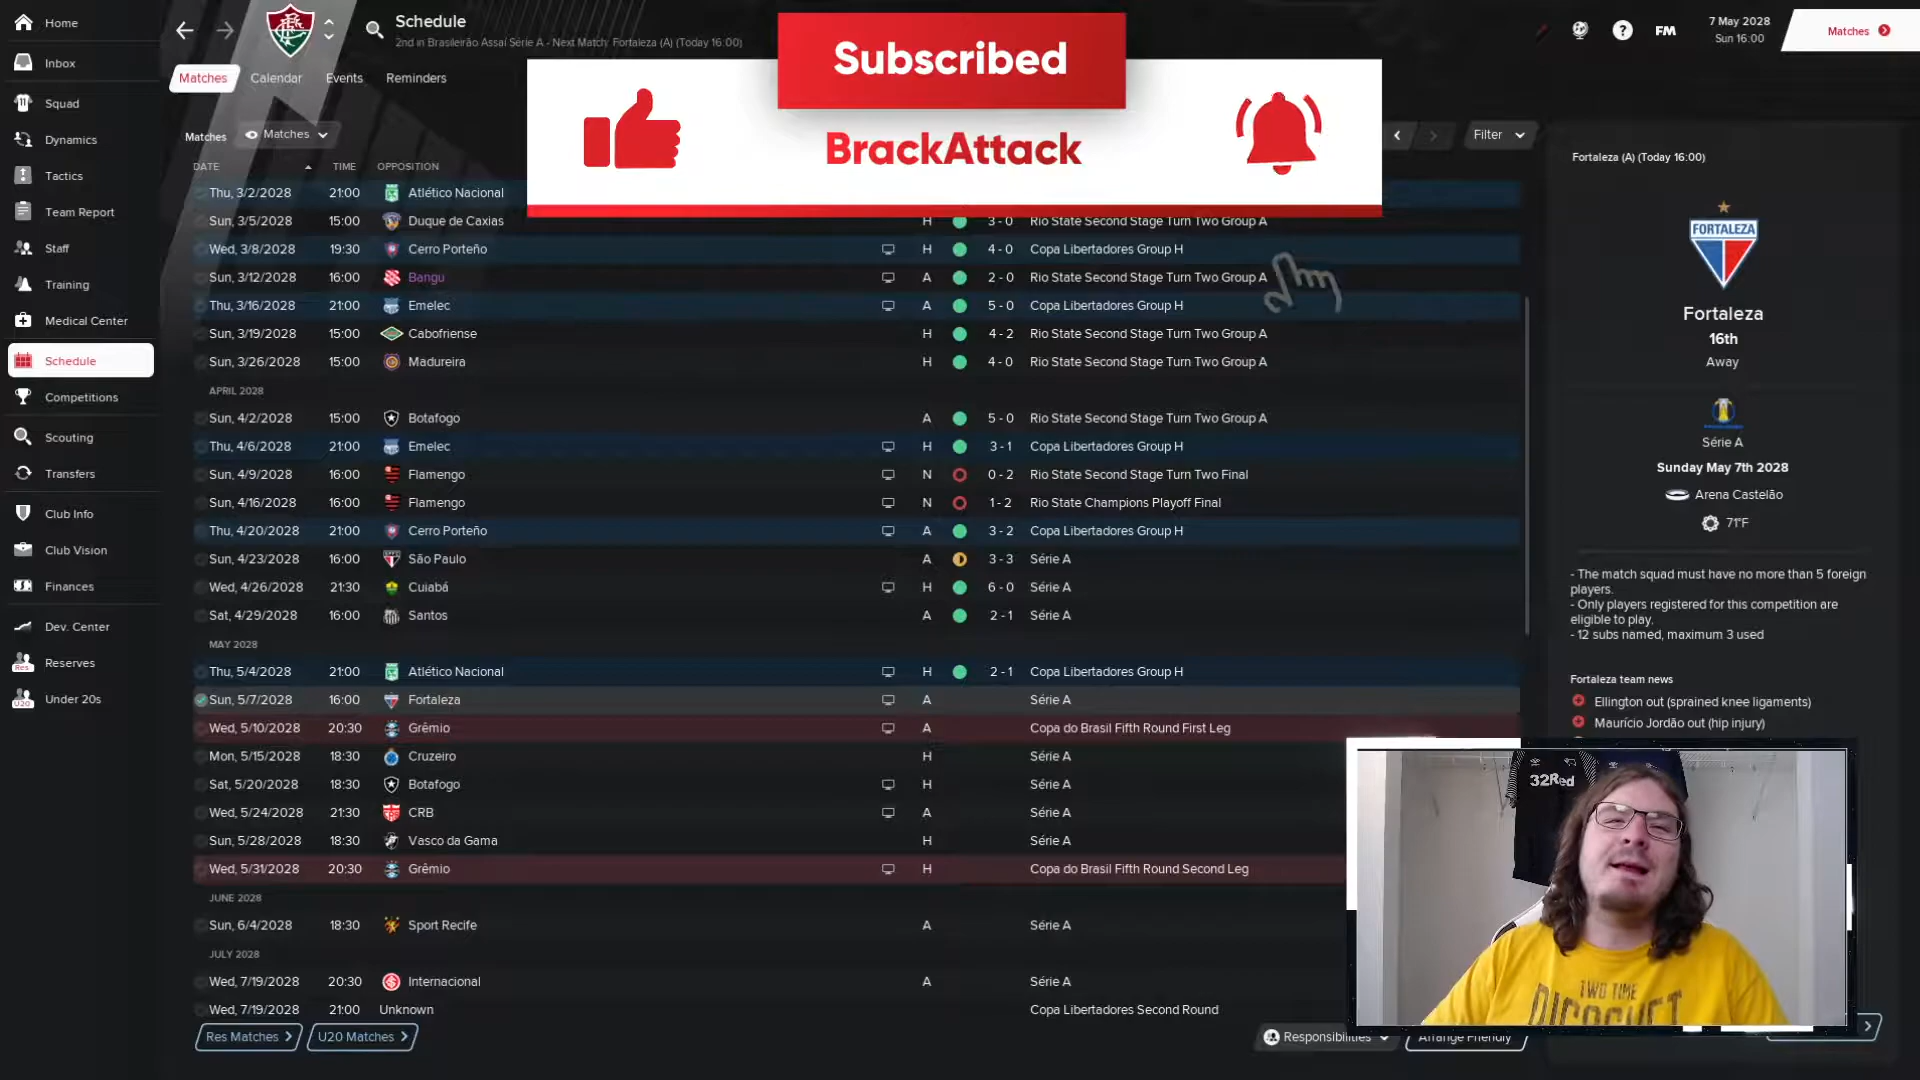 Home
Inbox
Squad
Dynamics
Tactics
Team Report
Staff
Training
Medical Center
Schedule
Competitions
Scouting
Transfers
Club Info
Club Vision
Finances
Dev. Center
Reserves
Under 20s
Schedule
2nd in Brasileirão Assaí Série A - Next Match: Fortaleza (A) (Today 16:00)
Matches Calendar Events Reminders
Subscribed
BrackAttack
FM
7 May 2028
Sun 16:00
Matches
Matches Matches
Filter
DATE TIME OPPOSITION
Thu, 3/2/2028 21:00 Atlético Nacional
Sun, 3/5/2028 15:00 Duque de Caxias H 3 - 0 Rio State Second Stage Turn Two Group A
Wed, 3/8/2028 19:30 Cerro Porteño H 4 - 0 Copa Libertadores Group H
Sun, 3/12/2028 16:00 Bangu A 2 - 0 Rio State Second Stage Turn Two Group A
Thu, 3/16/2028 21:00 Emelec A 5 - 0 Copa Libertadores Group H
Sun, 3/19/2028 15:00 Cabofriense H 4 - 2 Rio State Second Stage Turn Two Group A
Sun, 3/26/2028 15:00 Madureira H 4 - 0 Rio State Second Stage Turn Two Group A
APRIL 2028
Sun, 4/2/2028 15:00 Botafogo A 5 - 0 Rio State Second Stage Turn Two Group A
Thu, 4/6/2028 21:00 Emelec H 3 - 1 Copa Libertadores Group H
Sun, 4/9/2028 16:00 Flamengo N 0 - 2 Rio State Second Stage Turn Two Final
Sun, 4/16/2028 16:00 Flamengo N 1 - 2 Rio State Champions Playoff Final
Thu, 4/20/2028 21:00 Cerro Porteño A 3 - 2 Copa Libertadores Group H
Sun, 4/23/2028 16:00 São Paulo A 3 - 3 Série A
Wed, 4/26/2028 21:30 Cuiabá H 6 - 0 Série A
Sat, 4/29/2028 16:00 Santos A 2 - 1 Série A
MAY 2028
Thu, 5/4/2028 21:00 Atlético Nacional H 2 - 1 Copa Libertadores Group H
Sun, 5/7/2028 16:00 Fortaleza A Série A
Wed, 5/10/2028 20:30 Grêmio A Copa do Brasil Fifth Round First Leg
Mon, 5/15/2028 18:30 Cruzeiro H Série A
Sat, 5/20/2028 18:30 Botafogo H Série A
Wed, 5/24/2028 21:30 CRB A Série A
Sun, 5/28/2028 18:30 Vasco da Gama H Série A
Wed, 5/31/2028 20:30 Grêmio H Copa do Brasil Fifth Round Second Leg
JUNE 2028
Sun, 6/4/2028 18:30 Sport Recife A Série A
JULY 2028
Wed, 7/19/2028 20:30 Internacional A Série A
Wed, 7/19/2028 21:00 Unknown Copa Libertadores Second Round
Res Matches U20 Matches
Responsibilities Arrange Friendly
Fortaleza (A) (Today 16:00)
FORTALEZA
Fortaleza
16th
Away
Série A
Sunday May 7th 2028
Arena Castelão
71°F
- The match squad must have no more than 5 foreign
players.
- Only players registered for this competition are
eligible to play.
- 12 subs named, maximum 3 used
Fortaleza team news
Ellington out (sprained knee ligaments)
Maurício Jordão out (hip injury)
32Red
TWO TIME